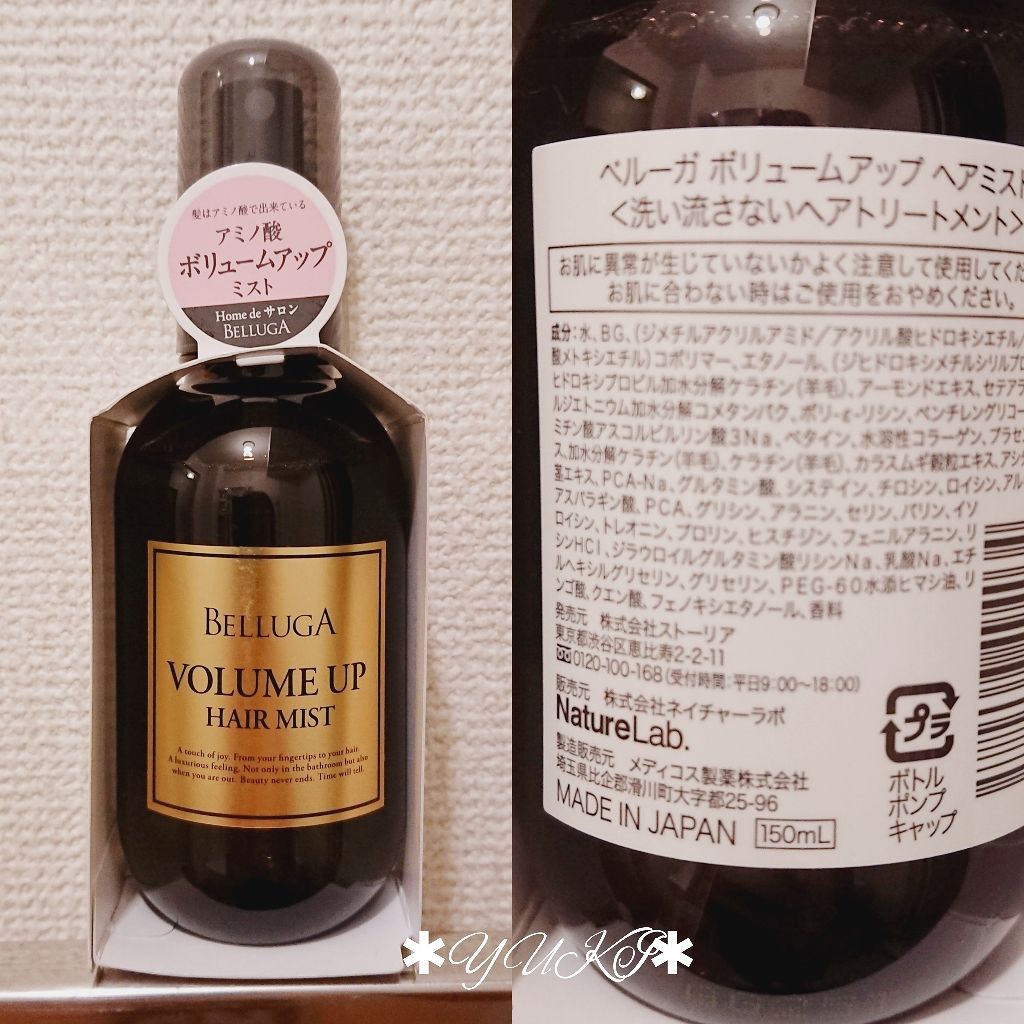 髪はアミノ酸で出来ている
アミノ酸
ボリュームアップ
ミスト
Home de サロン
BELLUGA
BELLUGA
VOLUME UP
HAIR MIST
A touch of joy. From your fingertips to your hair.
A luxurious feeling. Not only in the bathroom but also
when you are out. Beauty never ends. Time will tell.
ベルーガ ボリュームアップ ヘアミスト
<洗い流さないヘアトリートメント>
お肌に異常が生じていないかよく注意して使用してくだ
お肌に合わない時はご使用をおやめください。
成分:水、BG、(ジメチルアクリルアミド/アクリル酸ヒドロキシエチル/
酸メトキシエチル)コポリマー、エタノール、(ジヒドロキシメチルシリルプロ
ヒドロキシプロピル加水分解ケラチン(羊毛)、アーモンドエキス、セテアラ
ルジエトニウム加水分解コメタンパク、ポリ-ε-リシン、ペンチレングリコー
ミチン酸アスコルビルリン酸3Na、ベタイン、水溶性コラーゲン、プラセ
ス、加水分解ケラチン(羊毛)、ケラチン(羊毛)、カラスムギ穀粒エキス、アシ
茎エキス、PCA-Na、グルタミン酸、システイン、チロシン、ロイシン、アル
アスパラギン酸、PCA、グリシン、アラニン、セリン、バリン、イソ
ロイシン、トレオニン、プロリン、ヒスチジン、フェニルアラニン、リ
シンHCl、ジラウロイルグルタミン酸リシンNa、乳酸Na、エチ
ルヘキシルグリセリン、グリセリン、PEG-60水添ヒマシ油、リ
ンゴ酸、クエン酸、フェノキシエタノール、香料
発売元 株式会社ストーリア
東京都渋谷区恵比寿2-2-11
0120-100-168(受付時間:平日9:00〜18:00)
販売元 株式会社ネイチャーラボ
NatureLab.
製造販売元 メディコス製薬株式会社
埼玉県比企郡滑川町大字都25-96
MADE IN JAPAN 150mL
プラ
ボトル
ポンプ
キャップ
✱YUKI✱